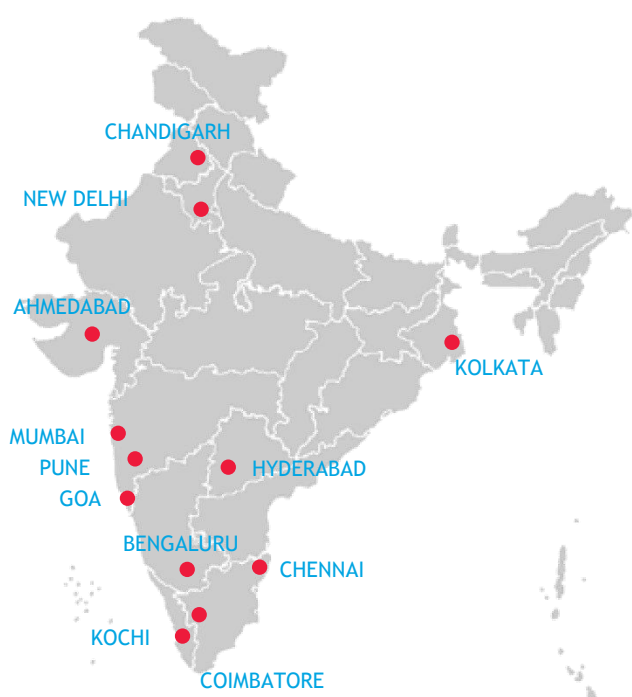 CHANDIGARH
NEW DELHI
AHMEDABAD
KOLKATA
MUMBAI
PUNE
HYDERABAD
GOA
BENGALURU
CHENNAI
KOCHI
COIMBATORE